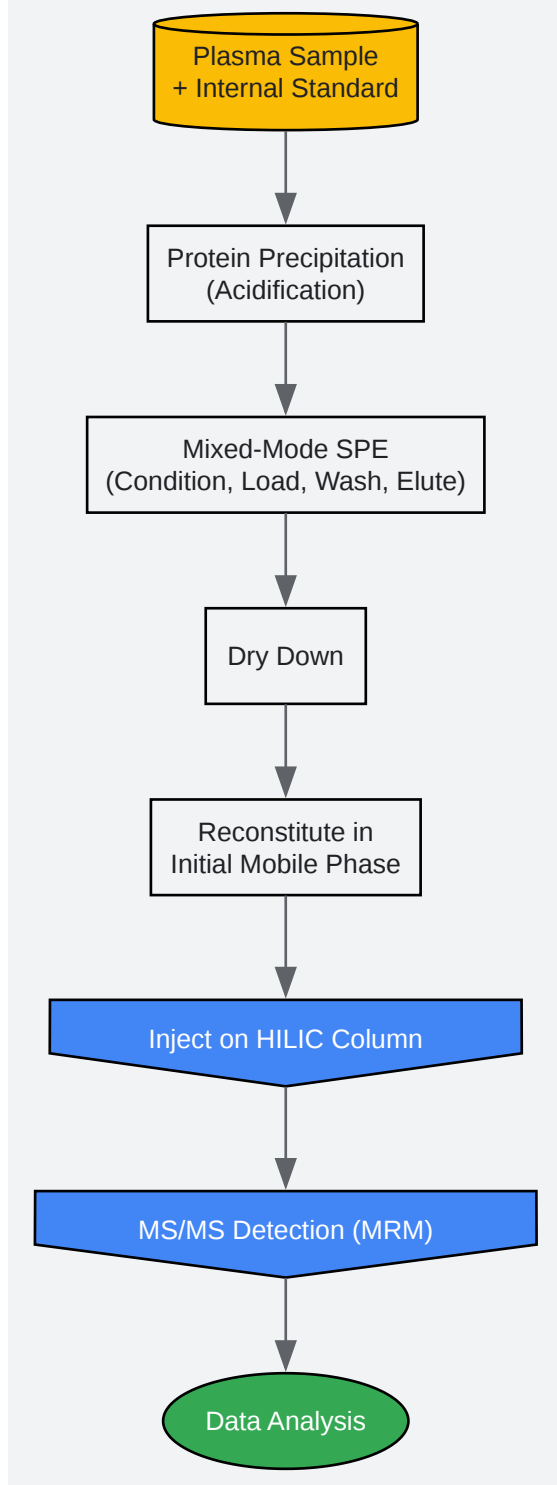 Plasma Sample
+ Internal Standard
Protein Precipitation
(Acidification)
Mixed-Mode SPE
(Condition, Load, Wash, Elute)
Dry Down
Reconstitute in
Initial Mobile Phase
Inject on HILIC Column
MS/MS Detection (MRM)
Data Analysis